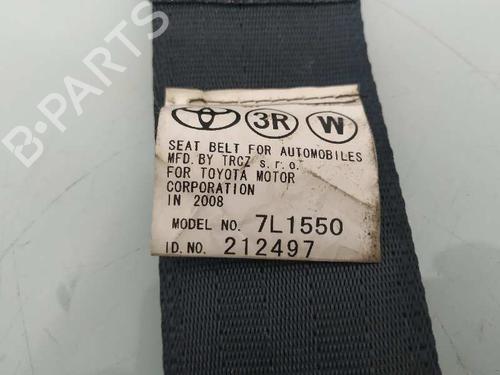 3R W
SEAT BELT FOR AUTOMOBILES
MFD. BY TRCZ s. r. o.
FOR TOYOTA MOTOR
CORPORATION
IN 2008
MODEL NO. 7L1550
ID. NO. 212497